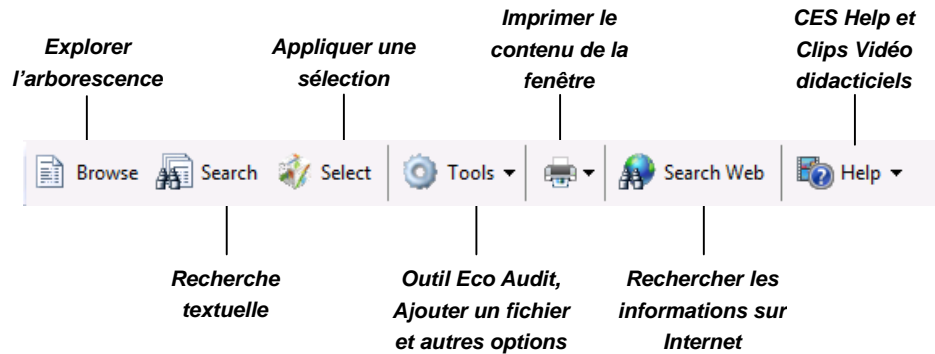 Explorer
l'arborescence
Appliquer une
sélection
Imprimer le
contenu de la
fenêtre
CES Help et
Clips Vidéo
didacticiels
Browse Search Select Tools Search Web Help
Recherche
textuelle
Outil Eco Audit,
Ajouter un fichier
et autres options
Rechercher les
informations sur
Internet